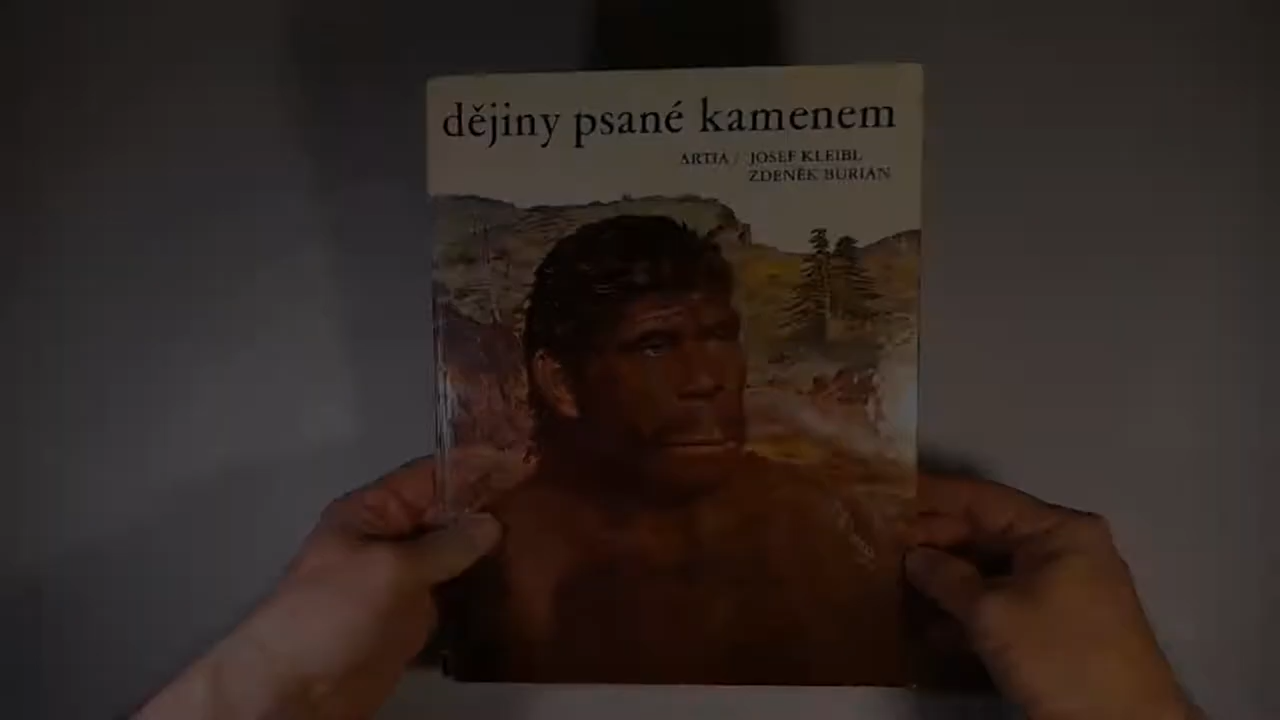 dějiny psané kamenem
ARTIA / JOSEF KLEIBL
ZDENĚK BURIAN